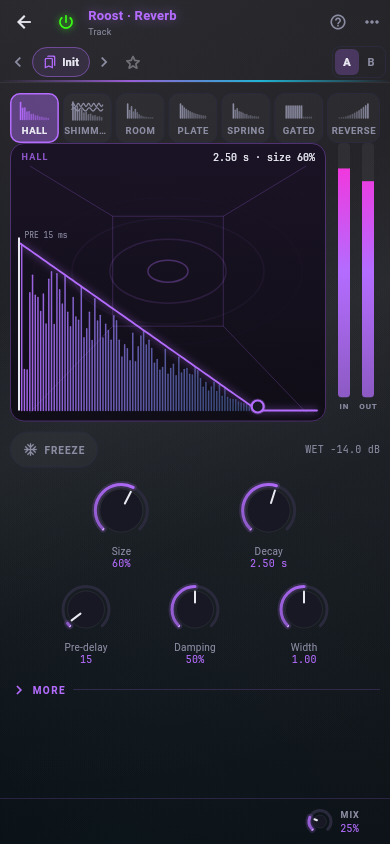 Roost · Reverb
Track
Init
A B
HALL SHIMM... ROOM PLATE SPRING GATED REVERSE
HALL 2.50 s · size 60%
PRE 15 ms
IN OUT
FREEZE WET -14.0 dB
Size Decay
60% 2.50 s
Pre-delay Damping Width
15 50% 1.00
MORE
MIX
25%